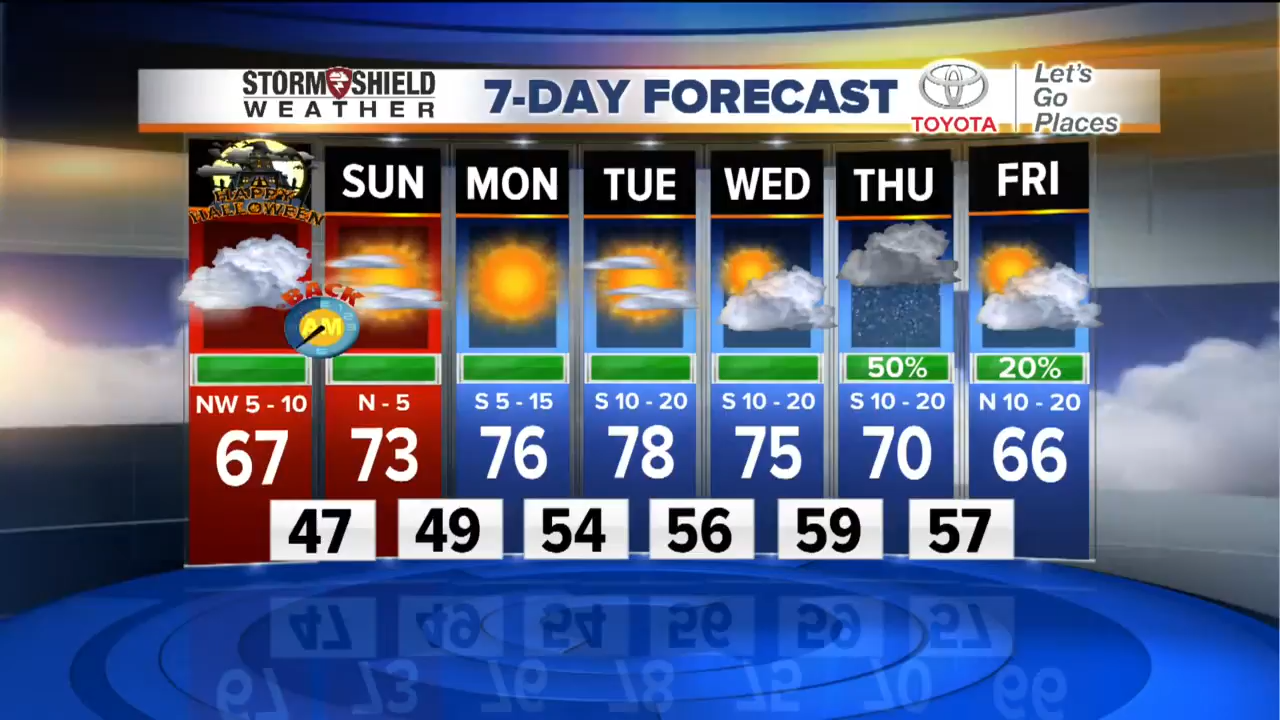 STORM SHIELD
WEATHER
7-DAY FORECAST
TOYOTA
Let's
Go
Places
HAPPY
HALLOWEEN
SUN MON TUE WED THU FRI
BACK
AM
50% 20%
NW 5 - 10 N - 5 S 5 - 15 S 10 - 20 S 10 - 20 S 10 - 20 N 10 - 20
67 73 76 78 75 70 66
47 49 54 56 59 57